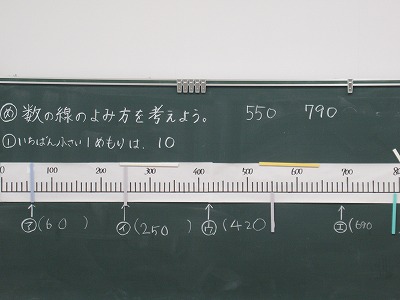 め 数の線のよみ方を考えよう。 550 790
① いちばん小さい1めもりは、10
0 100 200 300 400 500 600 700
ア(60 ) イ(250 ) ウ(420 エ(690